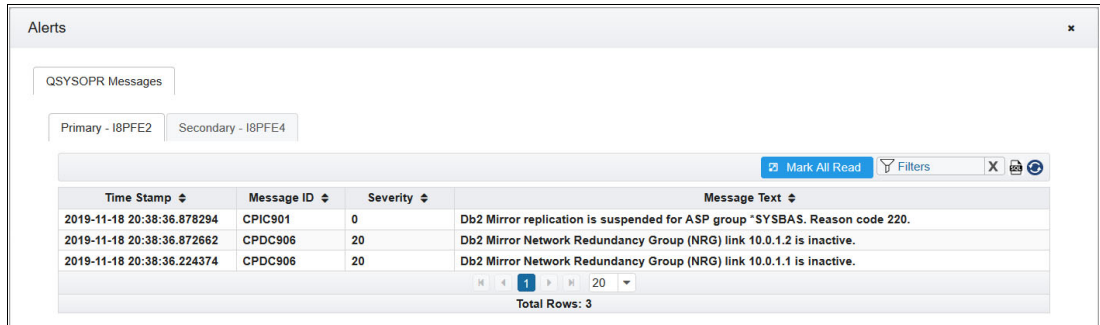 Alerts
QSYSOPR Messages
Primary - I8PFE2 Secondary - I8PFE4
Mark All Read Filters X SQL
Time Stamp Message ID Severity Message Text
2019-11-18 20:38:36.878294 CPIC901 0 Db2 Mirror replication is suspended for ASP group *SYSBAS. Reason code 220.
2019-11-18 20:38:36.872662 CPDC906 20 Db2 Mirror Network Redundancy Group (NRG) link 10.0.1.2 is inactive.
2019-11-18 20:38:36.224374 CPDC906 20 Db2 Mirror Network Redundancy Group (NRG) link 10.0.1.1 is inactive.
1 20
Total Rows: 3